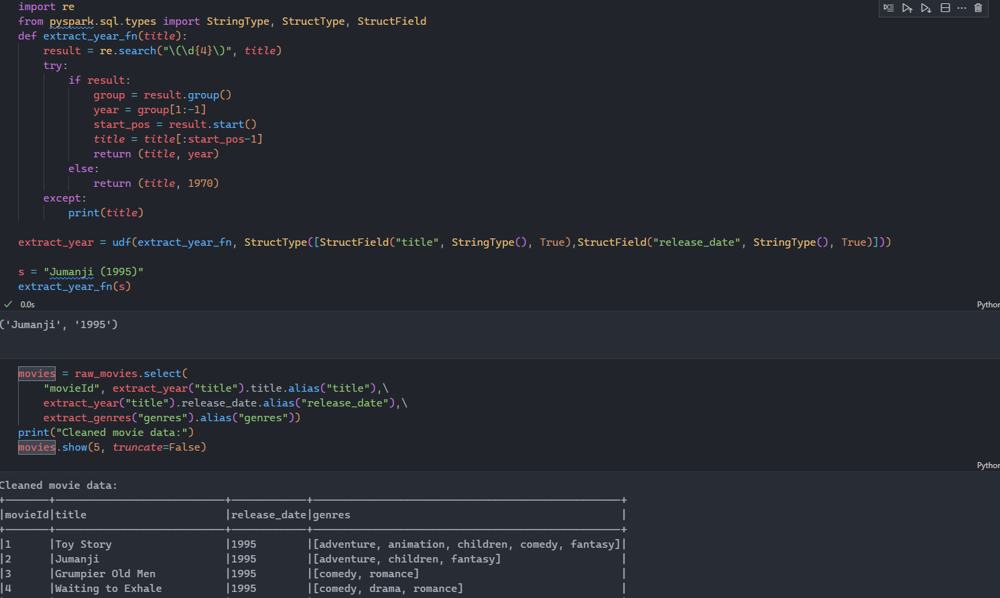 import re
from pyspark.sql.types import StringType, StructType, StructField
def extract_year_fn(title):
    result = re.search("\(\d{4}\)", title)
    try:
        if result:
            group = result.group()
            year = group[1:-1]
            start_pos = result.start()
            title = title[:start_pos-1]
            return (title, year)
        else:
            return (title, 1970)
    except:
        print(title)

extract_year = udf(extract_year_fn, StructType([StructField("title", StringType(), True),StructField("release_date", StringType(), True)]))

s = "Jumanji (1995)"
extract_year_fn(s)
0.0s
Python
('Jumanji', '1995')
movies = raw_movies.select(
    "movieId", extract_year("title").title.alias("title"),\
    extract_year("title").release_date.alias("release_date"),\
    extract_genres("genres").alias("genres"))
print("Cleaned movie data:")
movies.show(5, truncate=False)
Python
Cleaned movie data:
+-------+---------------------------+------------+-------------------------------------------------+
|movieId|title                      |release_date|genres                                           |
+-------+---------------------------+------------+-------------------------------------------------+
|1      |Toy Story                  |1995        |[adventure, animation, children, comedy, fantasy]|
|2      |Jumanji                    |1995        |[adventure, children, fantasy]                   |
|3      |Grumpier Old Men           |1995        |[comedy, romance]                                |
|4      |Waiting to Exhale          |1995        |[comedy, drama, romance]                         |